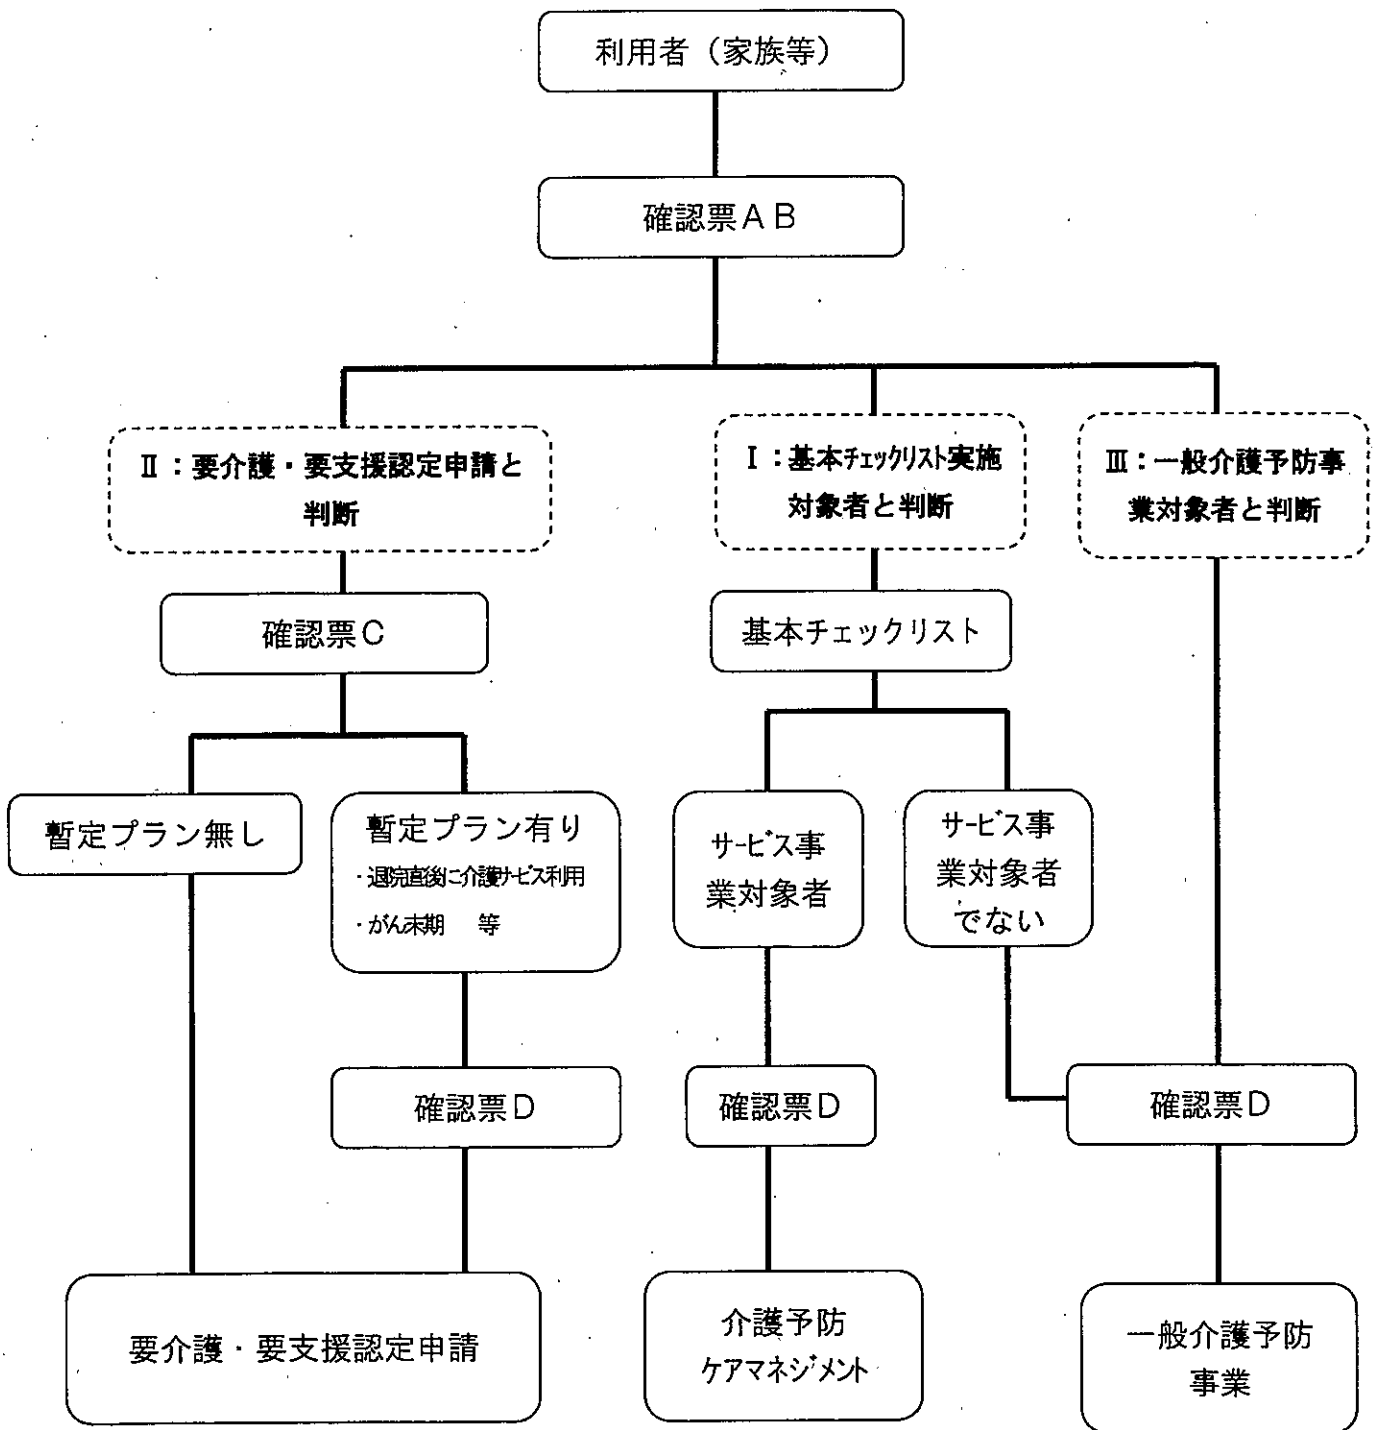 利用者（家族等）
確認票ＡＢ
Ⅱ：要介護・要支援認定申請と
判断
Ⅰ：基本ﾁｪｯｸﾘｽﾄ実施
対象者と判断
Ⅲ：一般介護予防事
業対象者と判断
確認票Ｃ
基本チェックリスト
暫定プラン無し
暫定プラン有り
・退院直後に介護ｻｰﾋﾞｽ利用
・がん末期　等
サービス事
業対象者
サービス事
業対象者
でない
確認票Ｄ
確認票Ｄ
確認票Ｄ
要介護・要支援認定申請
介護予防
ケアマネジメント
一般介護予防
事業